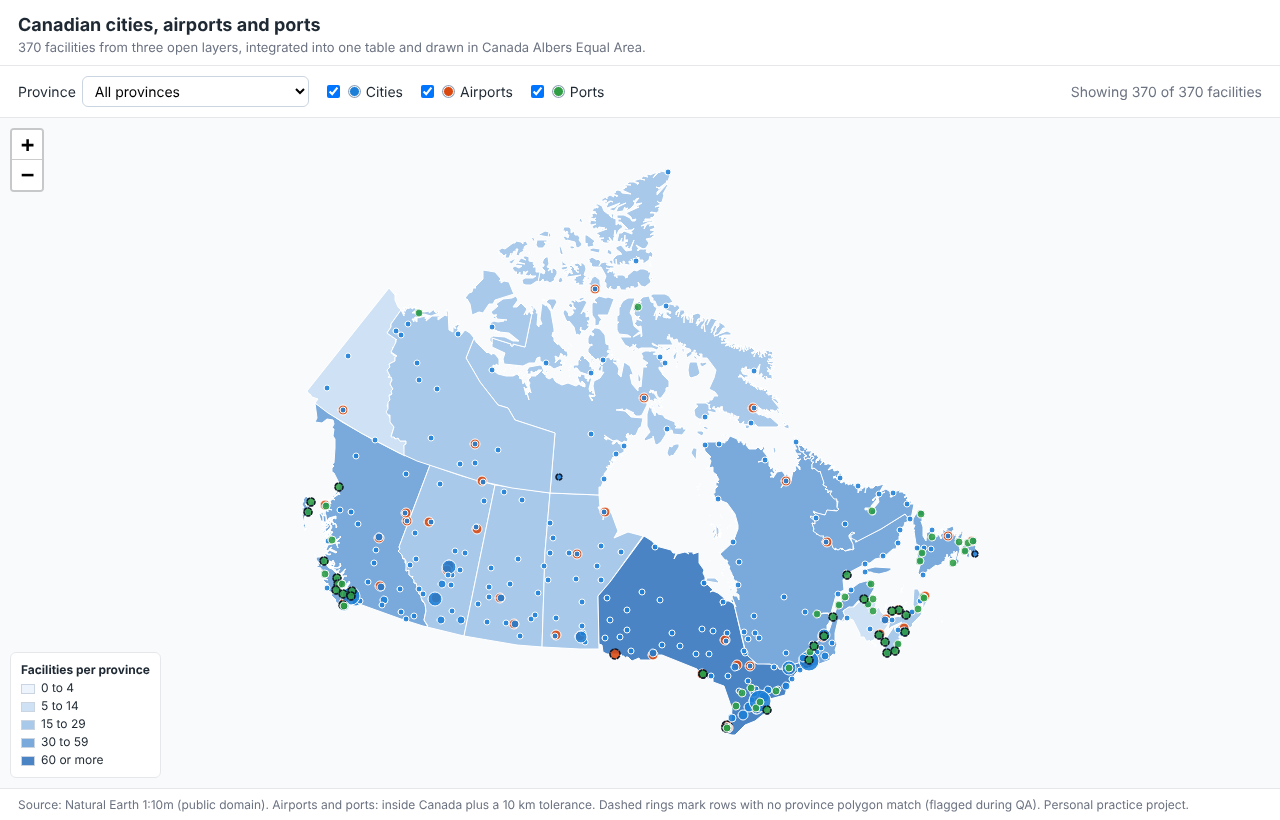 Canadian cities, airports and ports
370 facilities from three open layers, integrated into one table and drawn in Canada Albers Equal Area.
Province All provinces Cities Airports Ports Showing 370 of 370 facilities
+
−
Facilities per province
0 to 4
5 to 14
15 to 29
30 to 59
60 or more
Source: Natural Earth 1:10m (public domain). Airports and ports: inside Canada plus a 10 km tolerance. Dashed rings mark rows with no province polygon match (flagged during QA). Personal practice project.